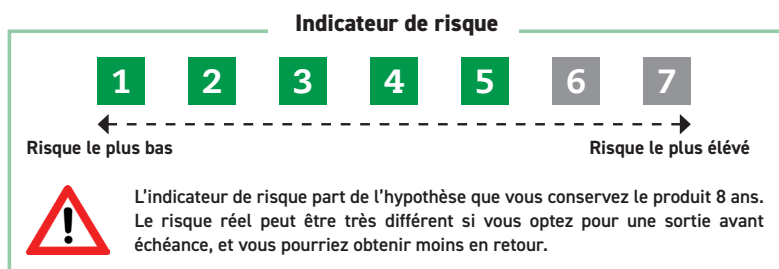 Indicateur de risque
1 2 3 4 5 6 7
Risque le plus bas Risque le plus élévé
L'indicateur de risque part de l'hypothèse que vous conservez le produit 8 ans.
Le risque réel peut être très différent si vous optez pour une sortie avant
échéance, et vous pourriez obtenir moins en retour.